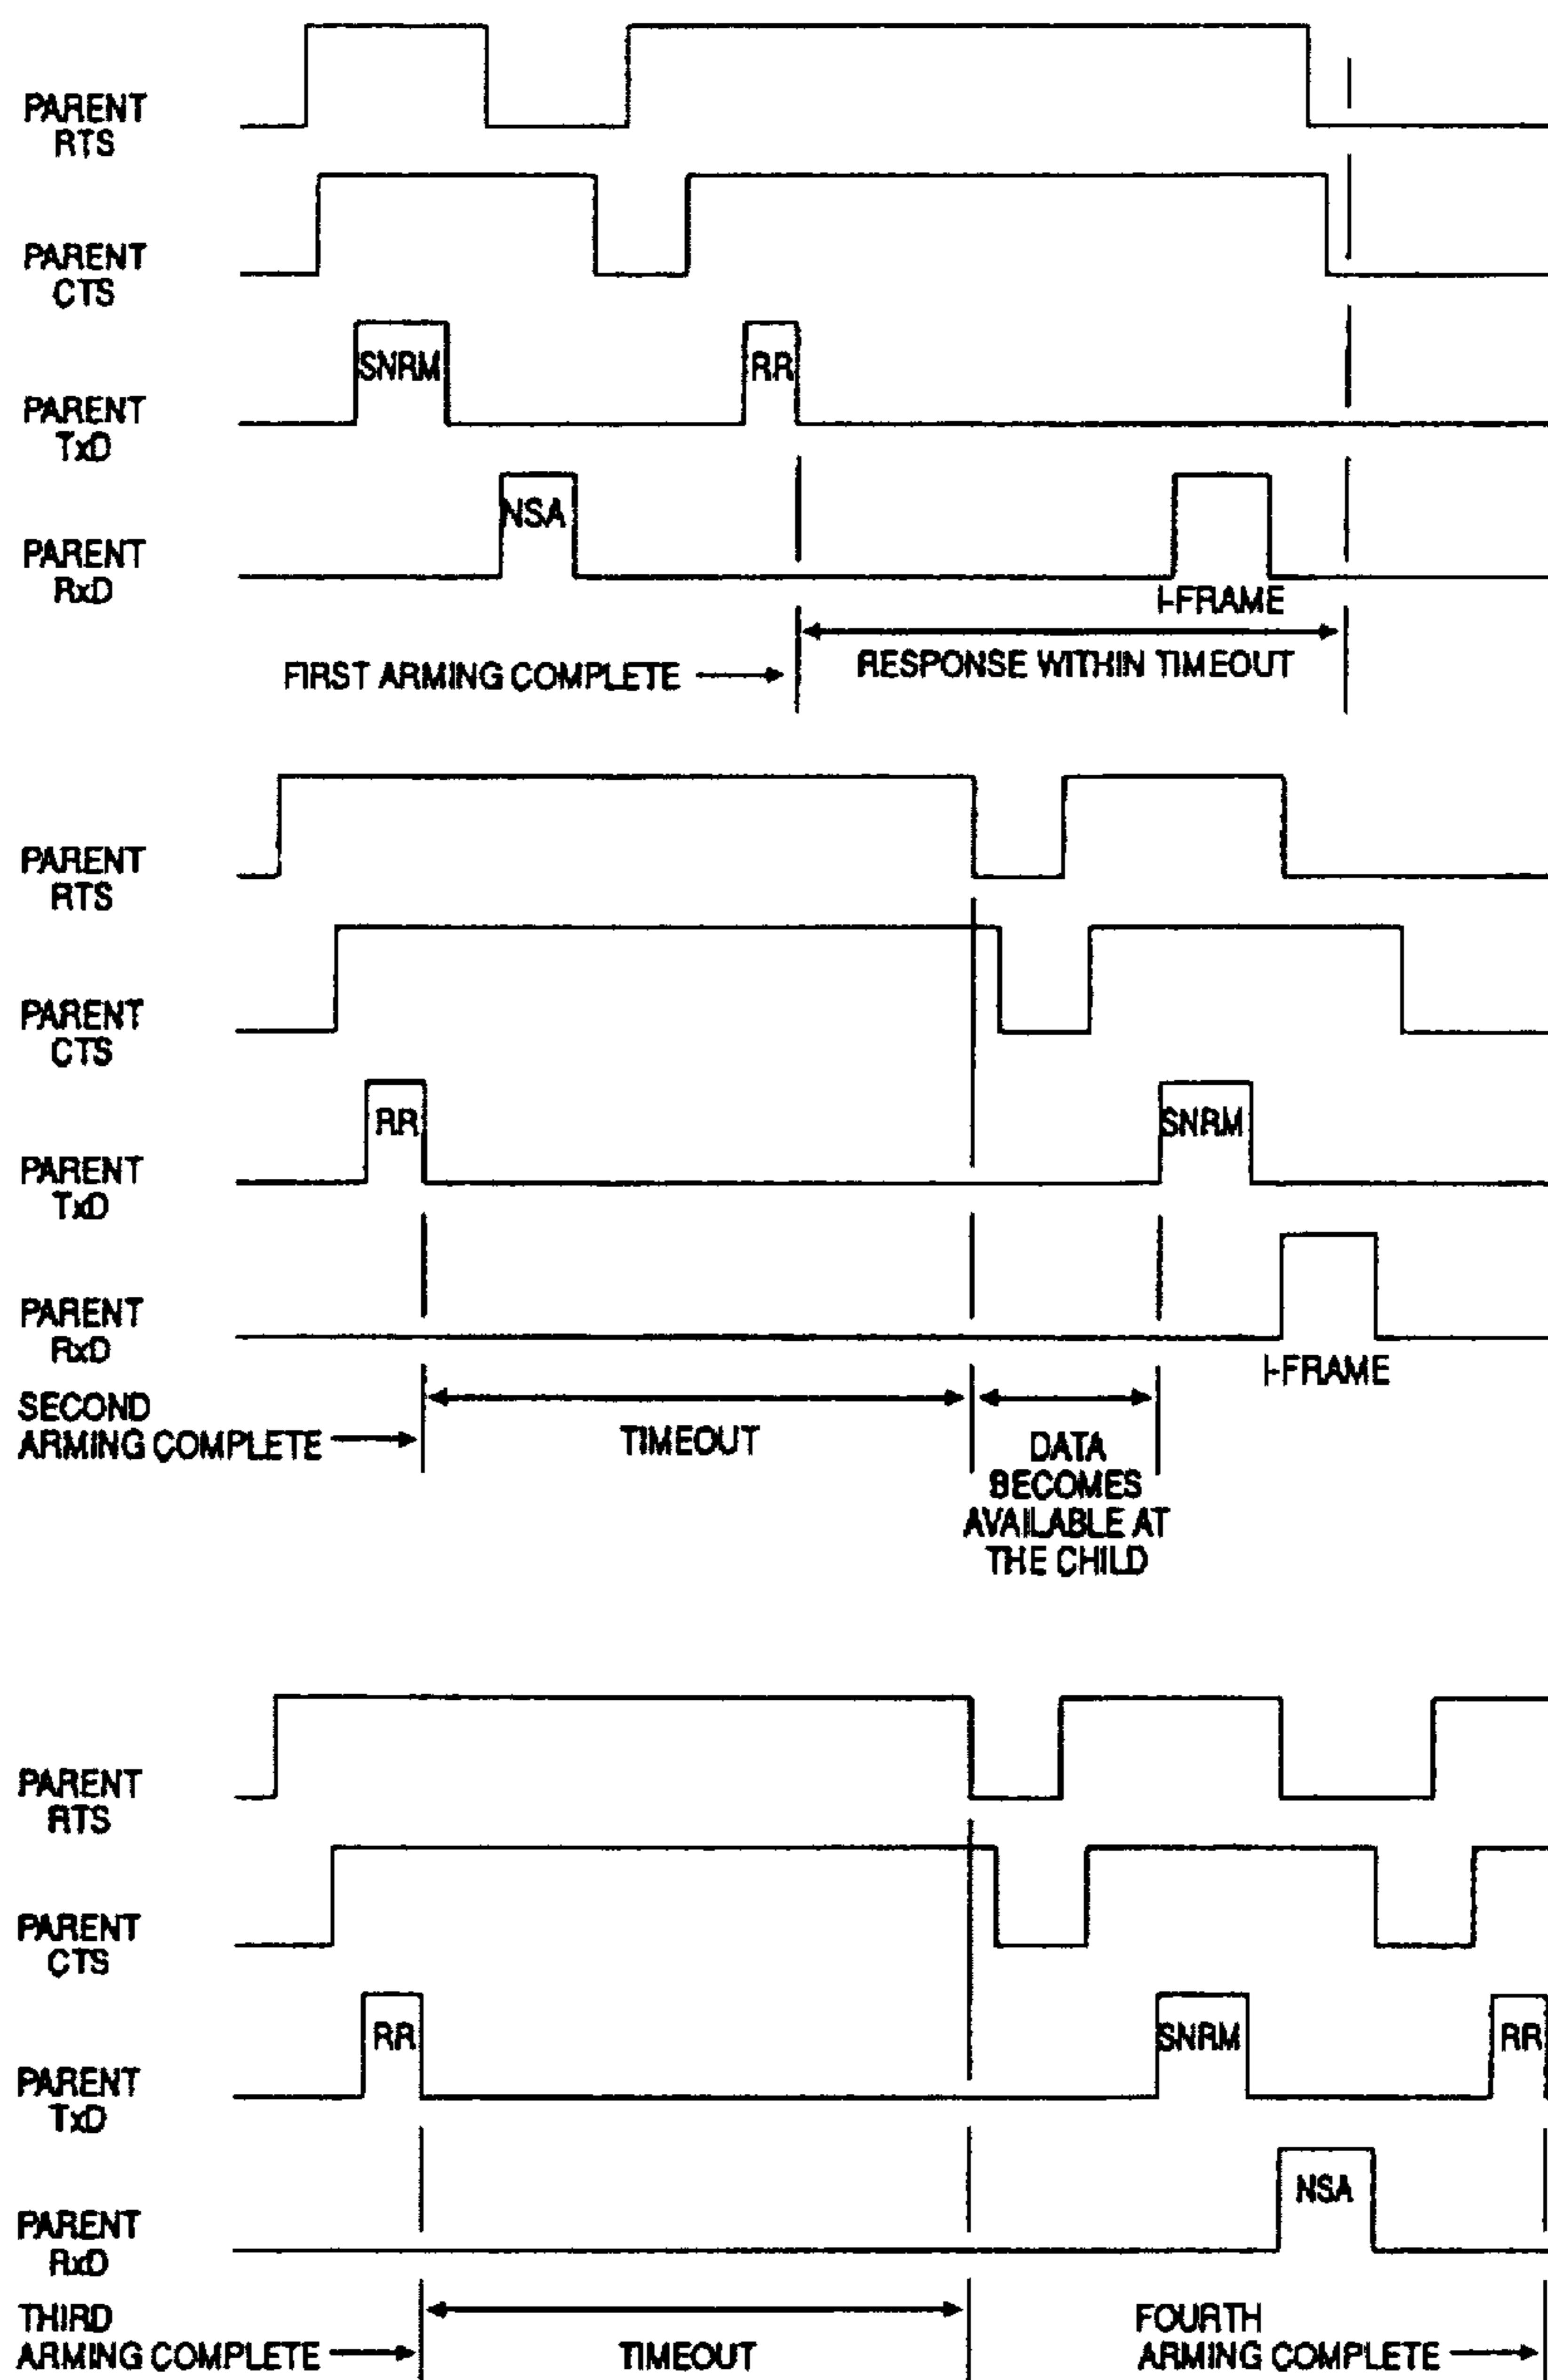 PARENT
RTS
PARENT
CTS
SNRM
RR
PARENT
TxD
NSA
PARENT
RxD
I-FRAME
FIRST ARMING COMPLETE
RESPONSE WITHIN TIMEOUT
PARENT
RTS
PARENT
CTS
RR
SNRM
PARENT
TxD
PARENT
RxD
I-FRAME
SECOND
ARMING COMPLETE
TIMEOUT
DATA
BECOMES
AVAILABLE AT
THE CHILD
PARENT
RTS
PARENT
CTS
RR
SNRM
RR
PARENT
TxD
NSA
PARENT
RxD
THIRD
ARMING COMPLETE
TIMEOUT
FOURTH
ARMING COMPLETE